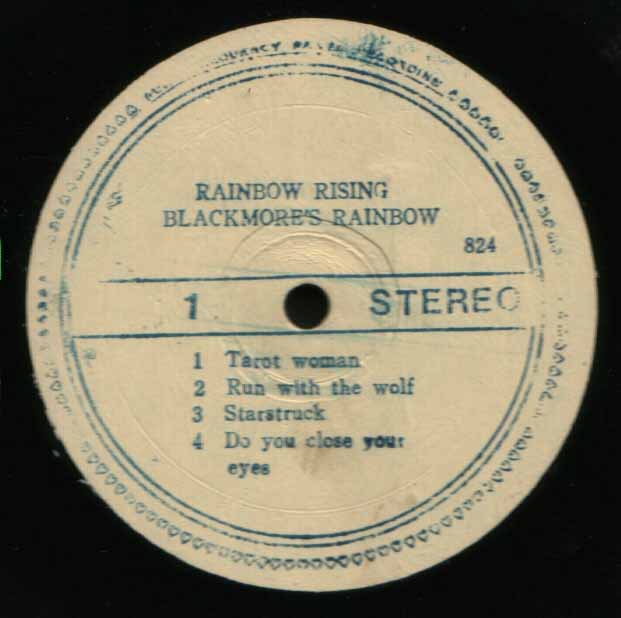 RAINBOW RISING
BLACKMORE'S RAINBOW
824
1 STEREO
1 Tarot woman
2 Run with the wolf
3 Starstruck
4 Do you close your
eyes